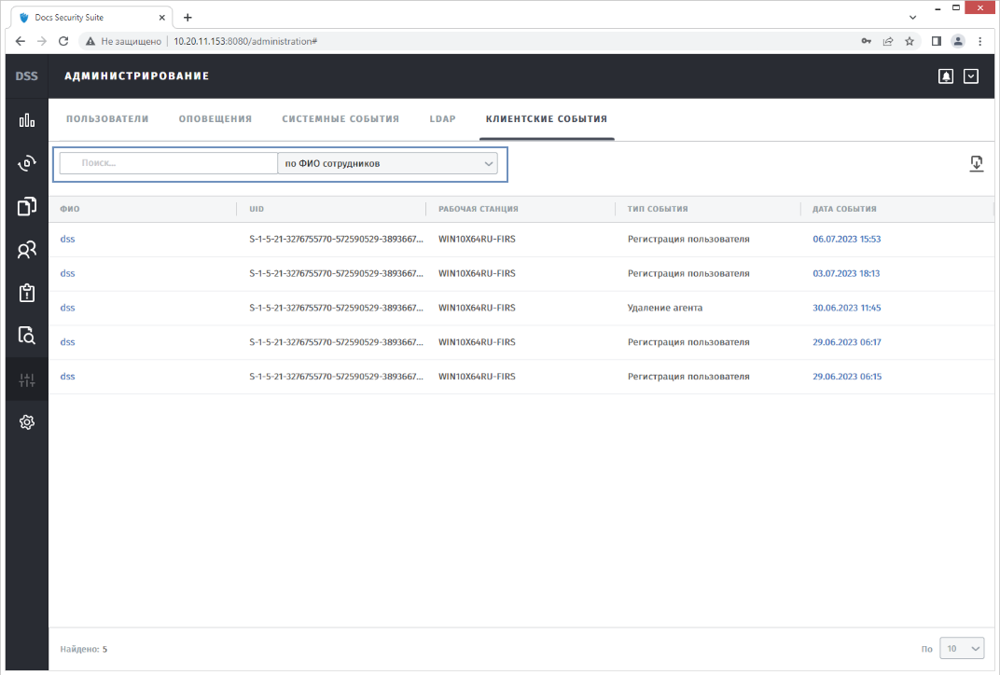 Docs Security Suite
Не защищено 10.20.11.153:8080/administration#
DSS АДМИНИСТРИРОВАНИЕ
ПОЛЬЗОВАТЕЛИ ОПОВЕЩЕНИЯ СИСТЕМНЫЕ СОБЫТИЯ LDAP КЛИЕНТСКИЕ СОБЫТИЯ
Поиск... по ФИО сотрудников
ФИО UID РАБОЧАЯ СТАНЦИЯ ТИП СОБЫТИЯ ДАТА СОБЫТИЯ
dss S-1-5-21-3276755770-572590529-3893667... WIN10X64RU-FIRS Регистрация пользователя 06.07.2023 15:53
dss S-1-5-21-3276755770-572590529-3893667... WIN10X64RU-FIRS Регистрация пользователя 03.07.2023 18:13
dss S-1-5-21-3276755770-572590529-3893667... WIN10X64RU-FIRS Удаление агента 30.06.2023 11:45
dss S-1-5-21-3276755770-572590529-3893667... WIN10X64RU-FIRS Регистрация пользователя 29.06.2023 06:17
dss S-1-5-21-3276755770-572590529-3893667... WIN10X64RU-FIRS Регистрация пользователя 29.06.2023 06:15
Найдено: 5 По 10